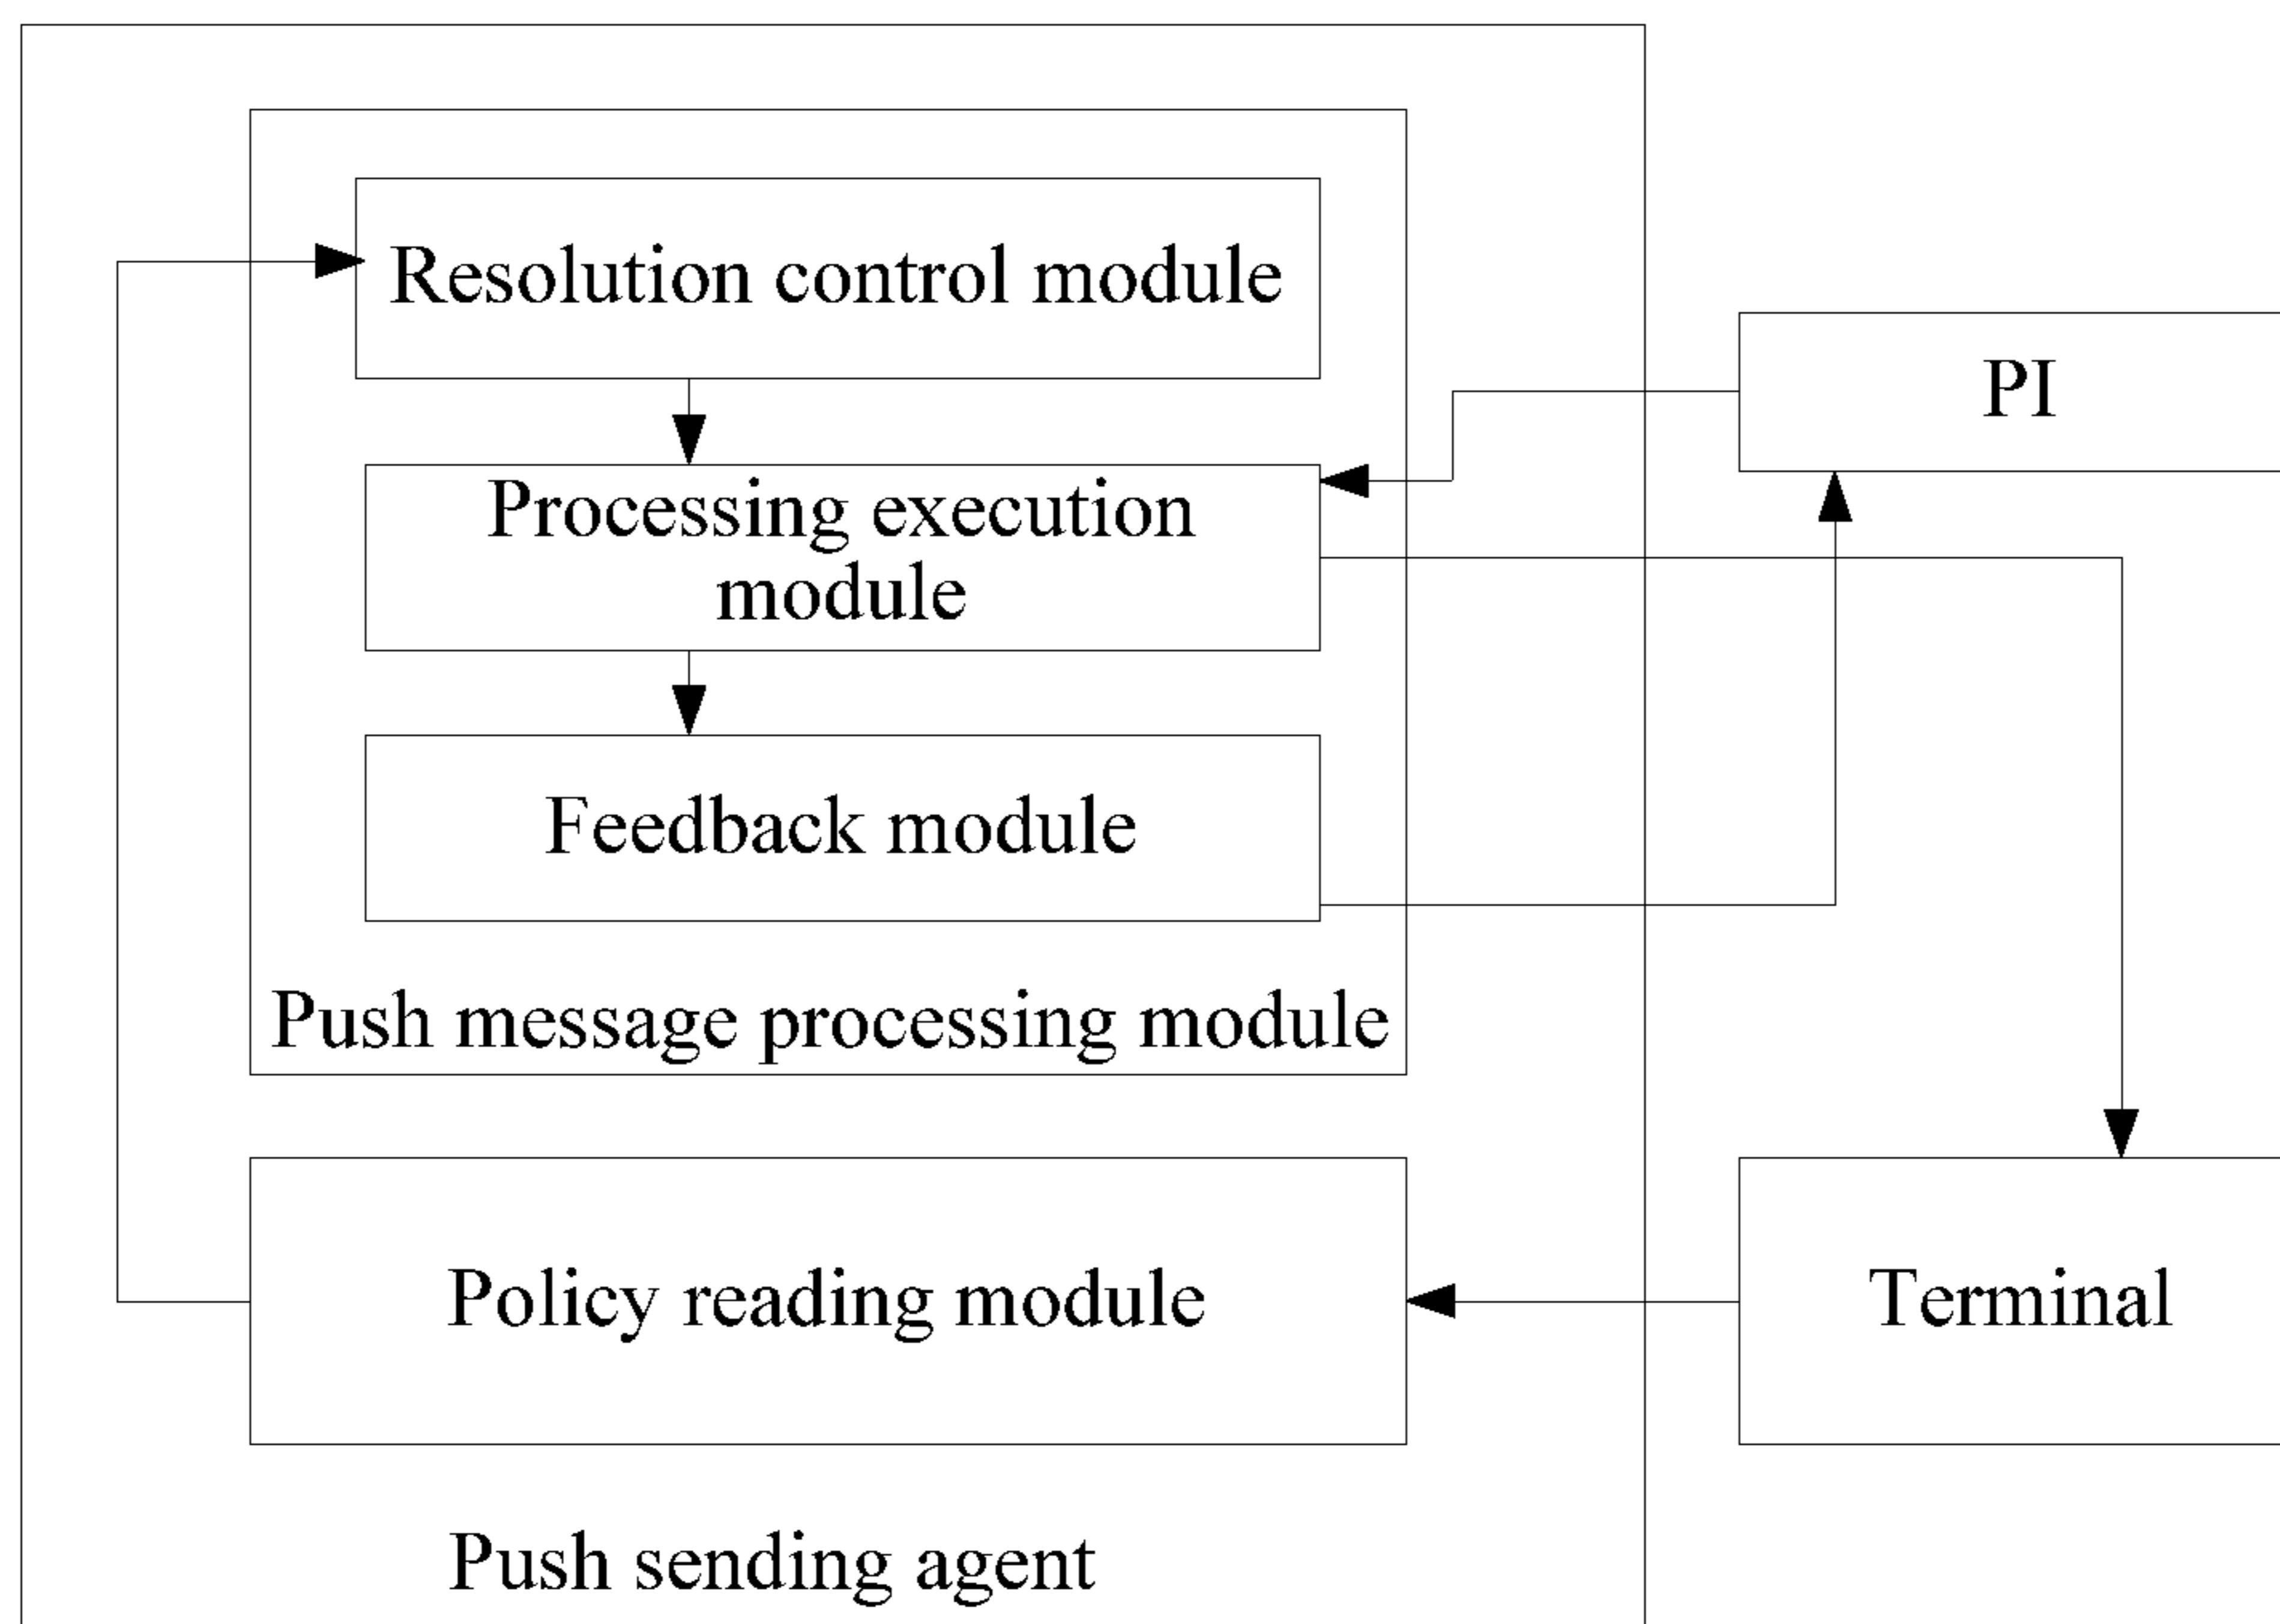 Resolution control module
PI
Processing execution
module
Feedback module
Push message processing module
Policy reading module
Terminal
Push sending agent